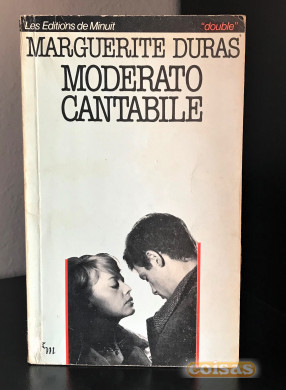 Les Editions de Minuit "double"
MARGUERITE DURAS
MODERATO
CANTABILE
m
coisas